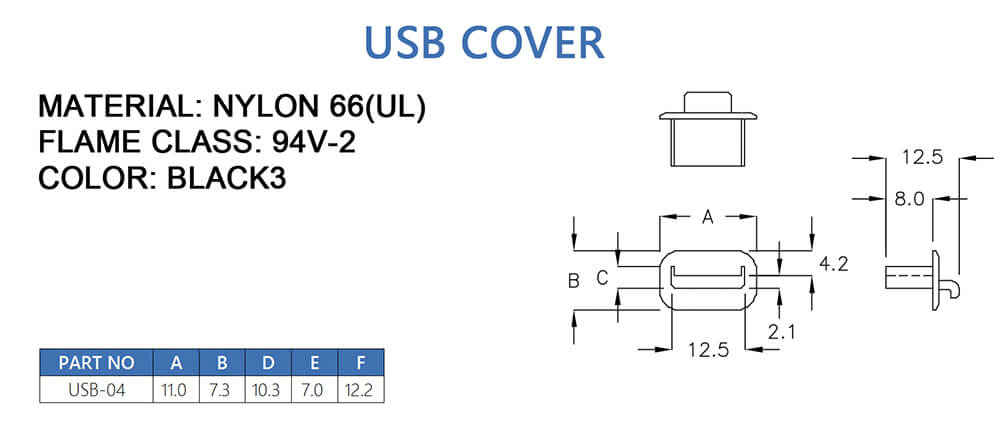 USB COVER
MATERIAL: NYLON 66(UL)
FLAME CLASS: 94V-2
COLOR: BLACK3
12.5
8.0
A
B
C
4.2
2.1
12.5
PART NO A B D E F
USB-04 11.0 7.3 10.3 7.0 12.2